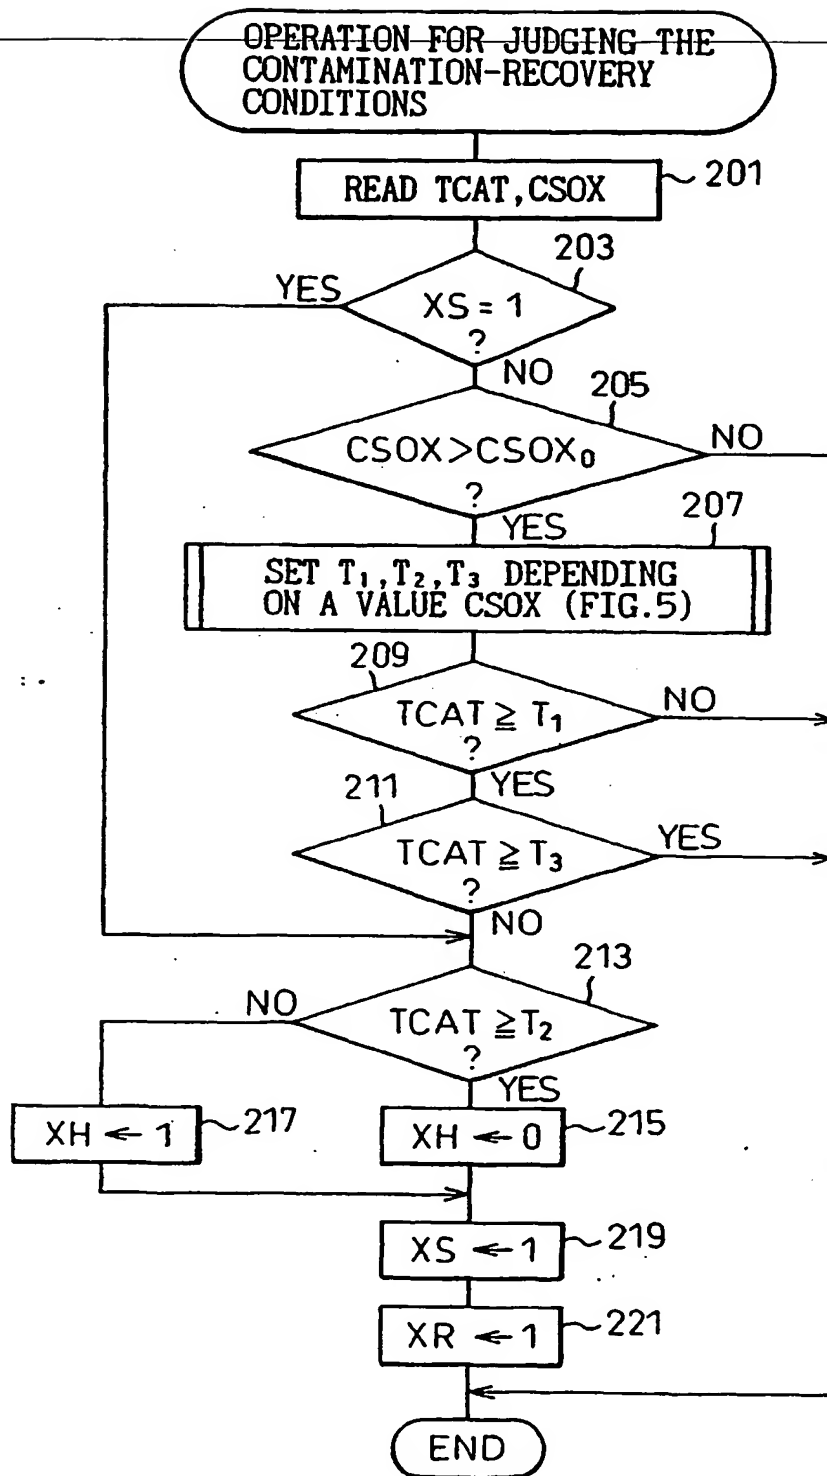 OPERATION FOR JUDGING THE
CONTAMINATION-RECOVERY
CONDITIONS
READ TCAT,CSOX
201
203
YES
XS = 1
?
NO
205
CSOX>CSOX₀
NO
?
YES
207
SET T₁,T₂,T₃ DEPENDING
ON A VALUE CSOX (FIG.5)
209
TCAT ≧ T₁
NO
?
YES
211
TCAT ≧ T₃
YES
?
NO
213
NO
TCAT ≧ T₂
?
YES
XH ← 1
217
XH ← 0
215
XS ← 1
219
XR ← 1
221
END